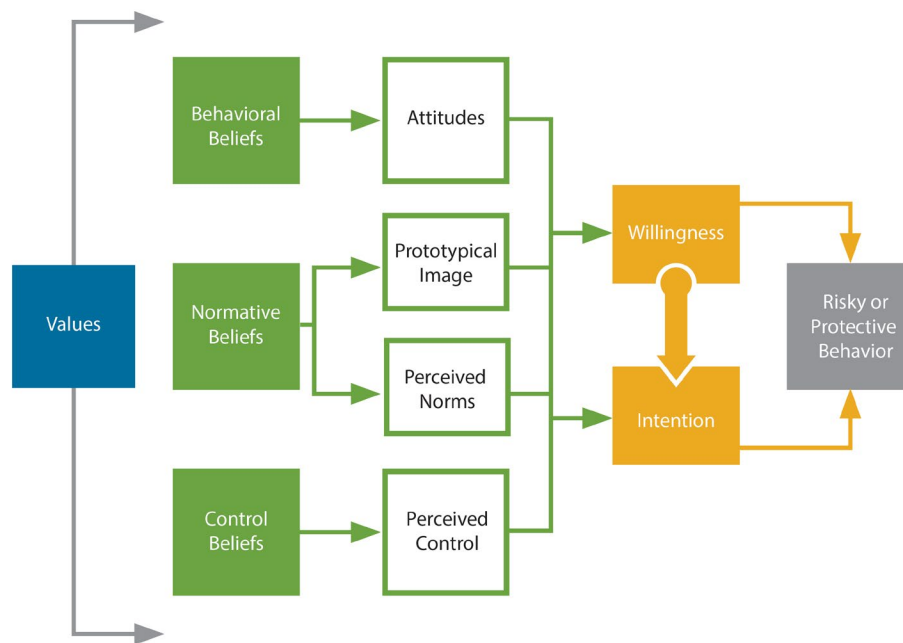 Values
Behavioral
Beliefs
Attitudes
Normative
Beliefs
Prototypical
Image
Perceived
Norms
Control
Beliefs
Perceived
Control
Willingness
Intention
Risky or
Protective
Behavior